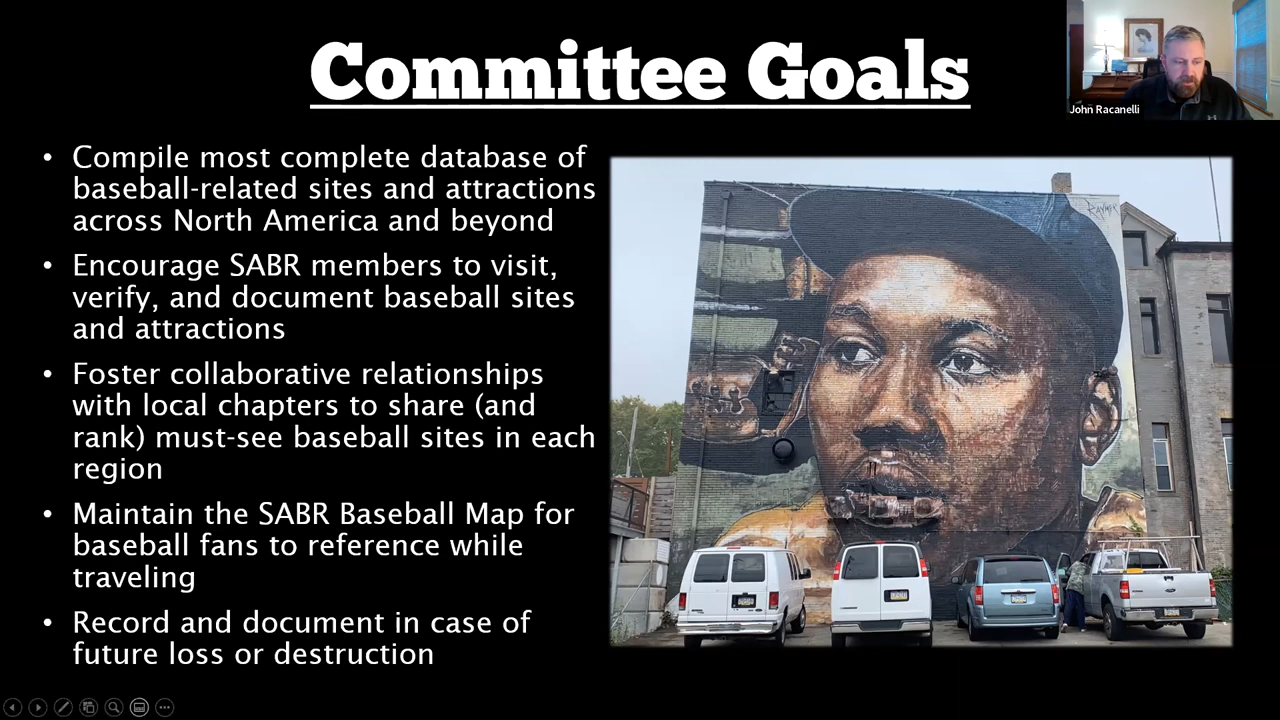 Committee Goals
John Racanelli
• Compile most complete database of
baseball-related sites and attractions
across North America and beyond
• Encourage SABR members to visit,
verify, and document baseball sites
and attractions
• Foster collaborative relationships
with local chapters to share (and
rank) must-see baseball sites in each
region
• Maintain the SABR Baseball Map for
baseball fans to reference while
traveling
• Record and document in case of
future loss or destruction